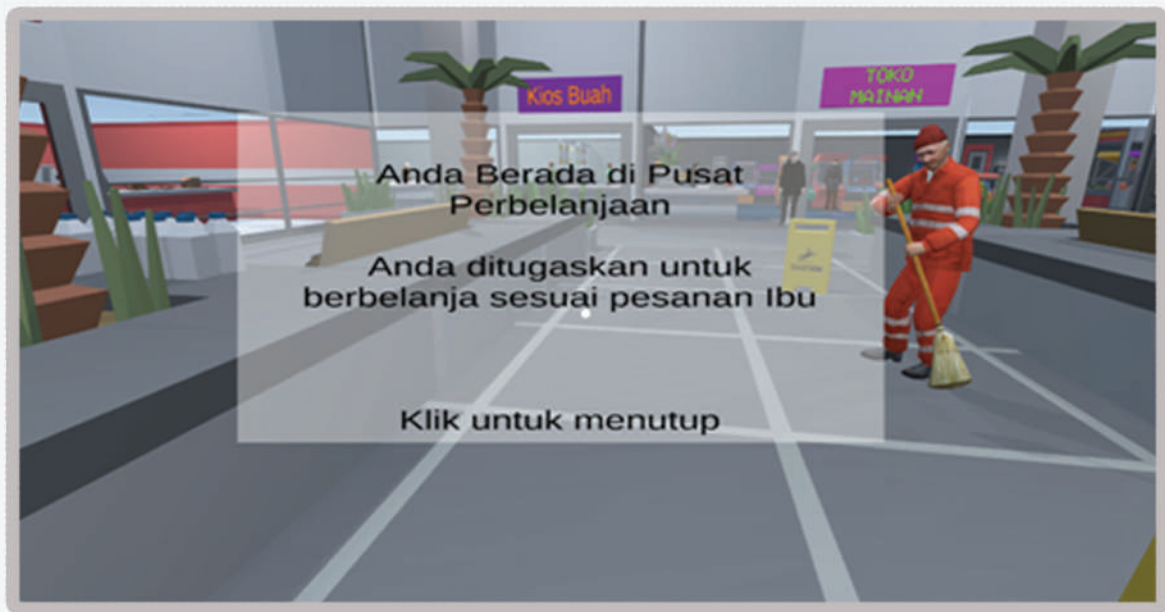 Kios Buah
TOKO
MAINAN
Anda Berada di Pusat
Perbelanjaan
Anda ditugaskan untuk
berbelanja sesuai pesanan Ibu
Klik untuk menutup